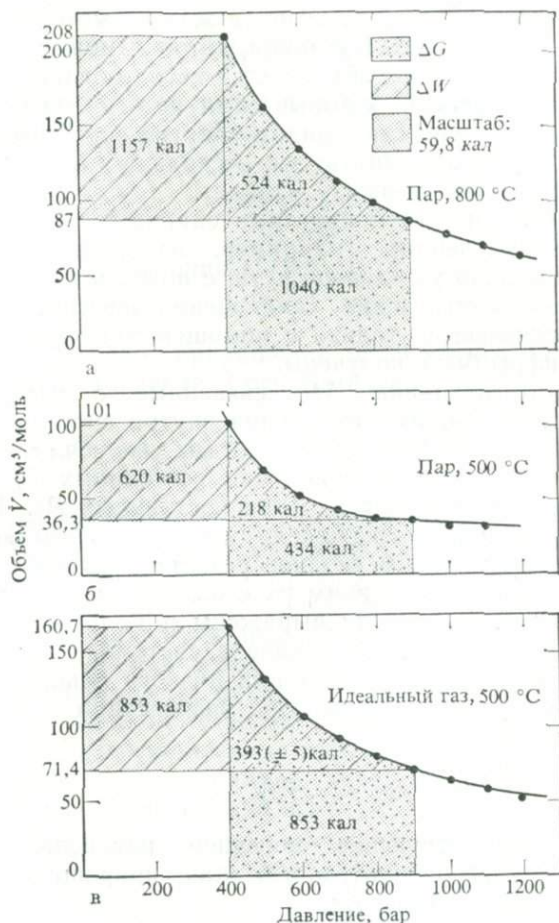 208
200
150
100
87
50
0
ΔG
ΔW
Масштаб:
59,8 кал
1157 кал
524 кал
Пар, 800 °C
1040 кал
а
101
100
50
36,3
0
620 кал
218 кал
Пар, 500 °C
434 кал
б
Объем V̄, см³/моль
160,7
150
100
71,4
50
0
853 кал
393(±5)кал
Идеальный газ, 500 °C
853 кал
в
200 400 600 800 1000 1200
Давление, бар